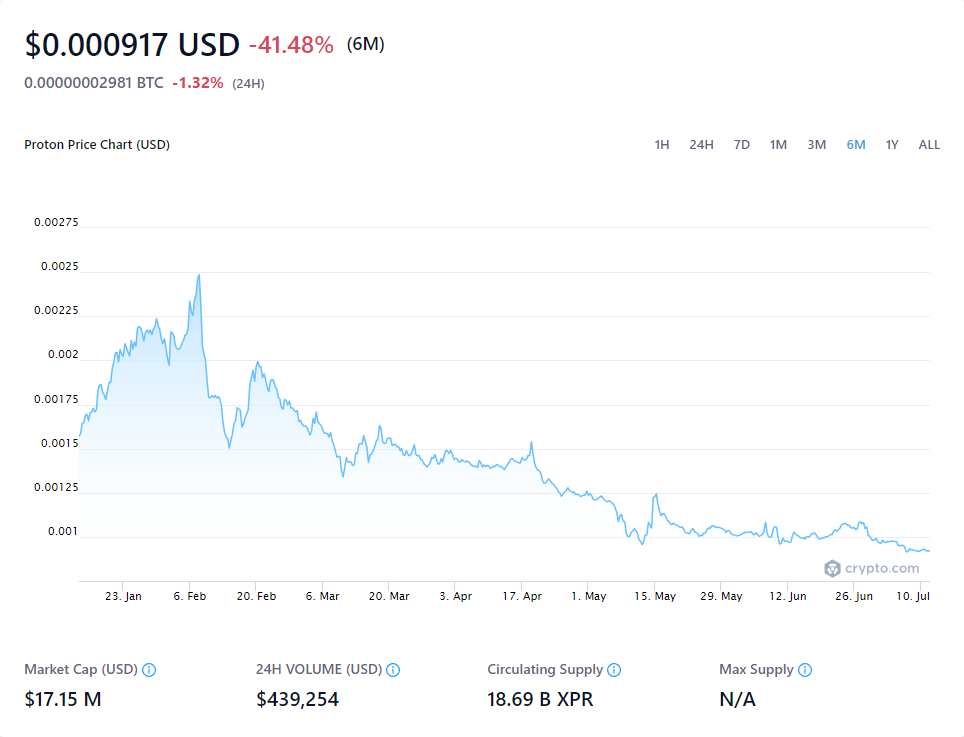 $0.000917 USD -41.48% (6M)
0.00000002981 BTC -1.32% (24H)
Proton Price Chart (USD) 1H 24H 7D 1M 3M 6M 1Y ALL
0.00275
0.0025
0.00225
0.002
0.00175
0.0015
0.00125
0.001
crypto.com
23. Jan 6. Feb 20. Feb 6. Mar 20. Mar 3. Apr 17. Apr 1. May 15. May 29. May 12. Jun 26. Jun 10. Jul
Market Cap (USD) 24H VOLUME (USD) Circulating Supply Max Supply
$17.15 M $439,254 18.69 B XPR N/A